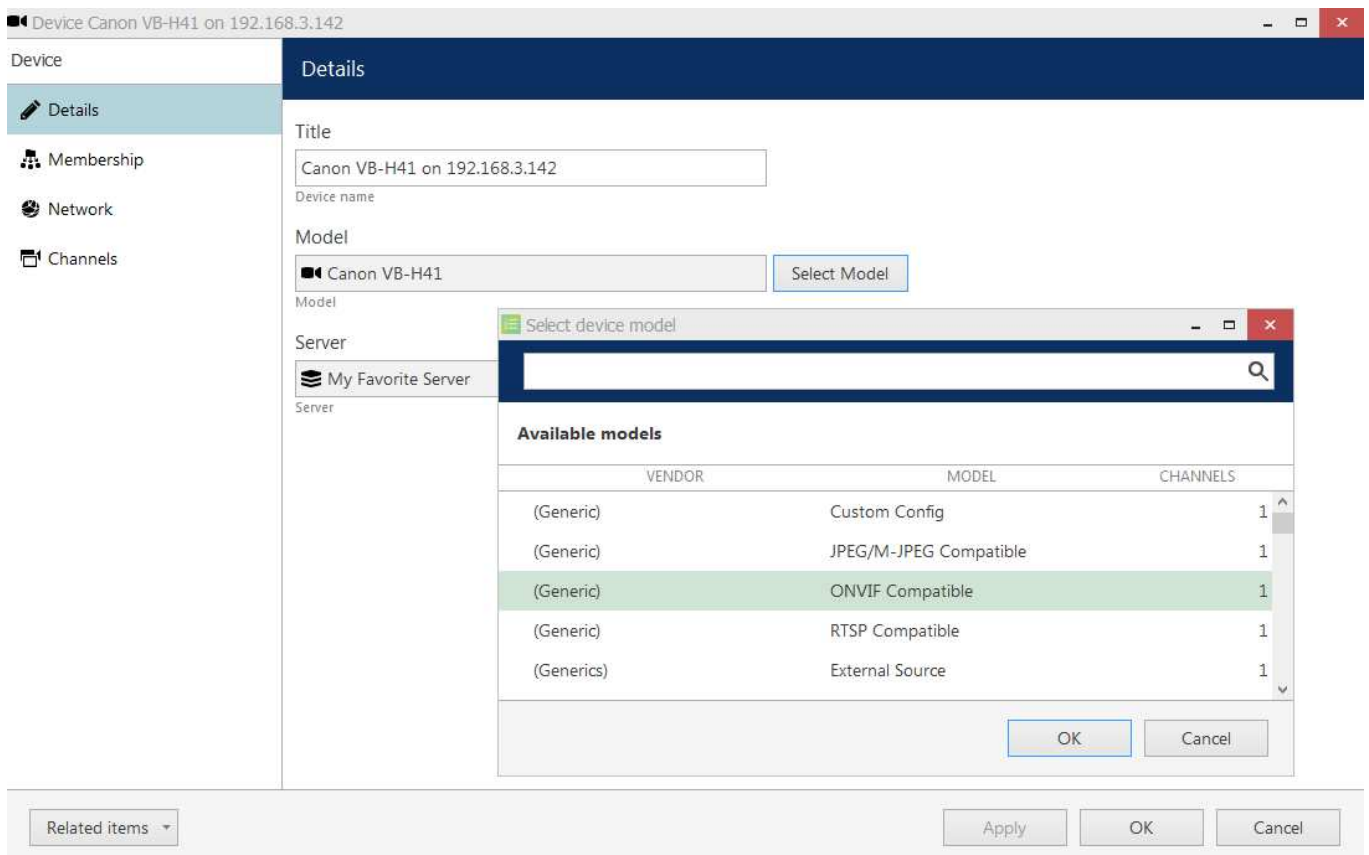 Device Canon VB-H41 on 192.168.3.142
Device
Details
Membership
Network
Channels
Details
Title
Canon VB-H41 on 192.168.3.142
Device name
Model
Canon VB-H41
Select Model
Model
Server
My Favorite Server
Server
Select device model
Available models
VENDOR MODEL CHANNELS
(Generic) Custom Config 1
(Generic) JPEG/M-JPEG Compatible 1
(Generic) ONVIF Compatible 1
(Generic) RTSP Compatible 1
(Generics) External Source 1
OK Cancel
Related items Apply OK Cancel